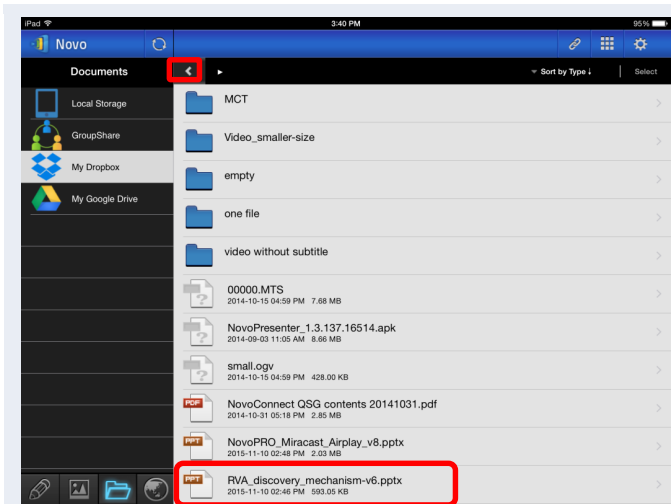 iPad 3:40 PM 95%
Novo
Documents ▾ Sort by Type ↓ | Select
Local Storage
GroupShare
My Dropbox
My Google Drive
MCT
Video_smaller-size
empty
one file
video without subtitle
00000.MTS
2014-10-15 04:59 PM 7.68 MB
NovoPresenter_1.3.137.16514.apk
2014-09-03 11:05 AM 8.66 MB
small.ogv
2014-10-15 04:59 PM 428.00 KB
PDF NovoConnect QSG contents 20141031.pdf
2014-10-31 05:18 PM 2.85 MB
PPT NovoPRO_Miracast_Airplay_v8.pptx
2015-11-10 02:48 PM 2.03 MB
PPT RVA_discovery_mechanism-v6.pptx
2015-11-10 02:46 PM 593.05 KB